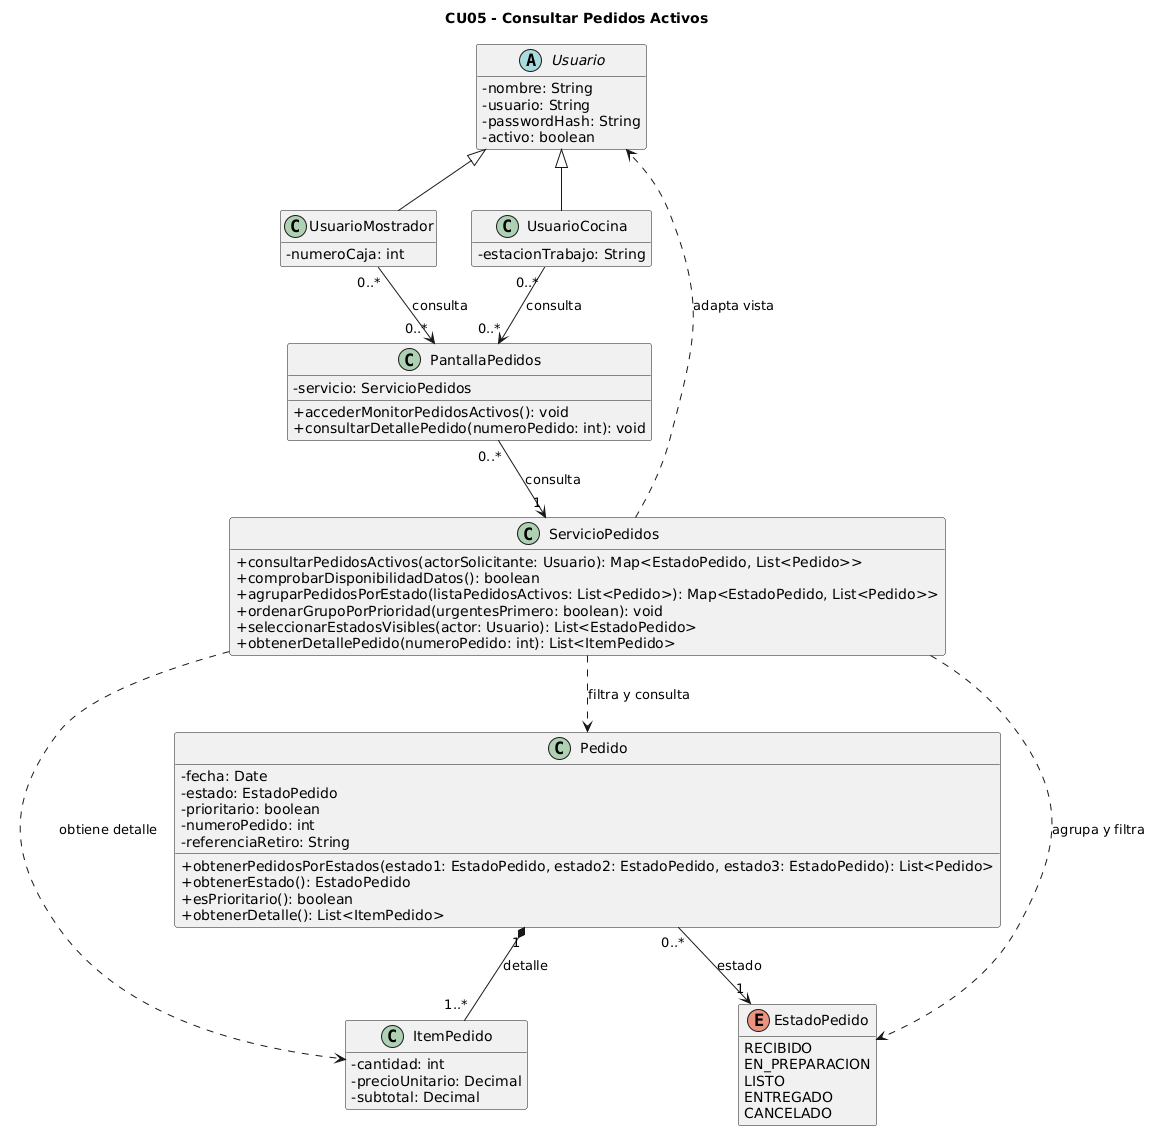 CU05 - Consultar Pedidos Activos
A Usuario
-nombre: String
-usuario: String
-passwordHash: String
-activo: boolean
C UsuarioMostrador
-numeroCaja: int
C UsuarioCocina
-estacionTrabajo: String
0..*
0..*
consulta
consulta
adapta vista
0..*
0..*
C PantallaPedidos
-servicio: ServicioPedidos
+accederMonitorPedidosActivos(): void
+consultarDetallePedido(numeroPedido: int): void
0..*
consulta
1
C ServicioPedidos
+consultarPedidosActivos(actorSolicitante: Usuario): Map<EstadoPedido, List<Pedido>>
+comprobarDisponibilidadDatos(): boolean
+agruparPedidosPorEstado(listaPedidosActivos: List<Pedido>): Map<EstadoPedido, List<Pedido>>
+ordenarGrupoPorPrioridad(urgentesPrimero: boolean): void
+seleccionarEstadosVisibles(actor: Usuario): List<EstadoPedido>
+obtenerDetallePedido(numeroPedido: int): List<ItemPedido>
filtra y consulta
C Pedido
-fecha: Date
-estado: EstadoPedido
-prioritario: boolean
-numeroPedido: int
-referenciaRetiro: String
+obtenerPedidosPorEstados(estado1: EstadoPedido, estado2: EstadoPedido, estado3: EstadoPedido): List<Pedido>
+obtenerEstado(): EstadoPedido
+esPrioritario(): boolean
+obtenerDetalle(): List<ItemPedido>
obtiene detalle
agrupa y filtra
1
0..*
detalle
estado
1..*
1
C ItemPedido
-cantidad: int
-precioUnitario: Decimal
-subtotal: Decimal
E EstadoPedido
RECIBIDO
EN_PREPARACION
LISTO
ENTREGADO
CANCELADO